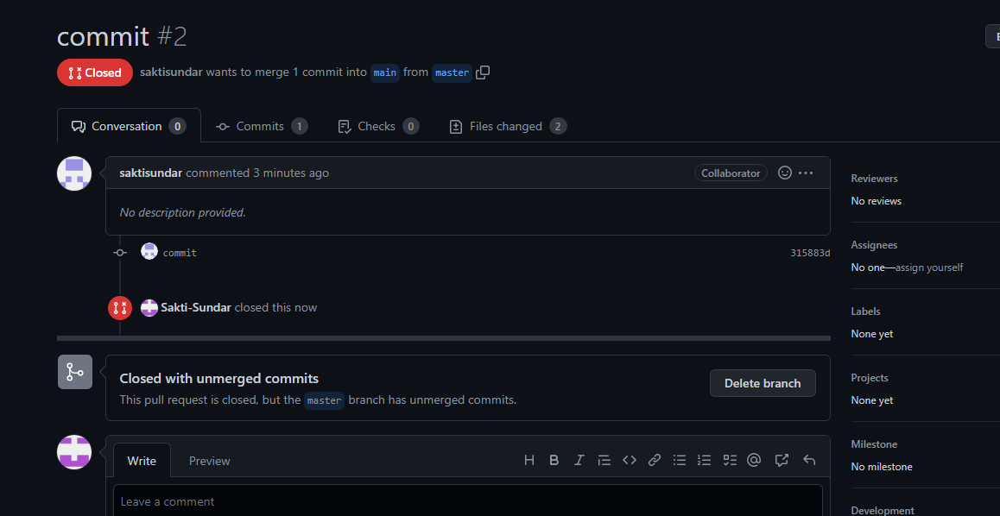 commit #2
Closed saktisundar wants to merge 1 commit into main from master
Conversation 0 Commits 1 Checks 0 Files changed 2
saktisundar commented 3 minutes ago Collaborator
No description provided.
commit 315883d
Sakti-Sundar closed this now
Closed with unmerged commits
This pull request is closed, but the master branch has unmerged commits.
Delete branch
Write Preview
Leave a comment
Reviewers
No reviews
Assignees
No one—assign yourself
Labels
None yet
Projects
None yet
Milestone
No milestone
Development